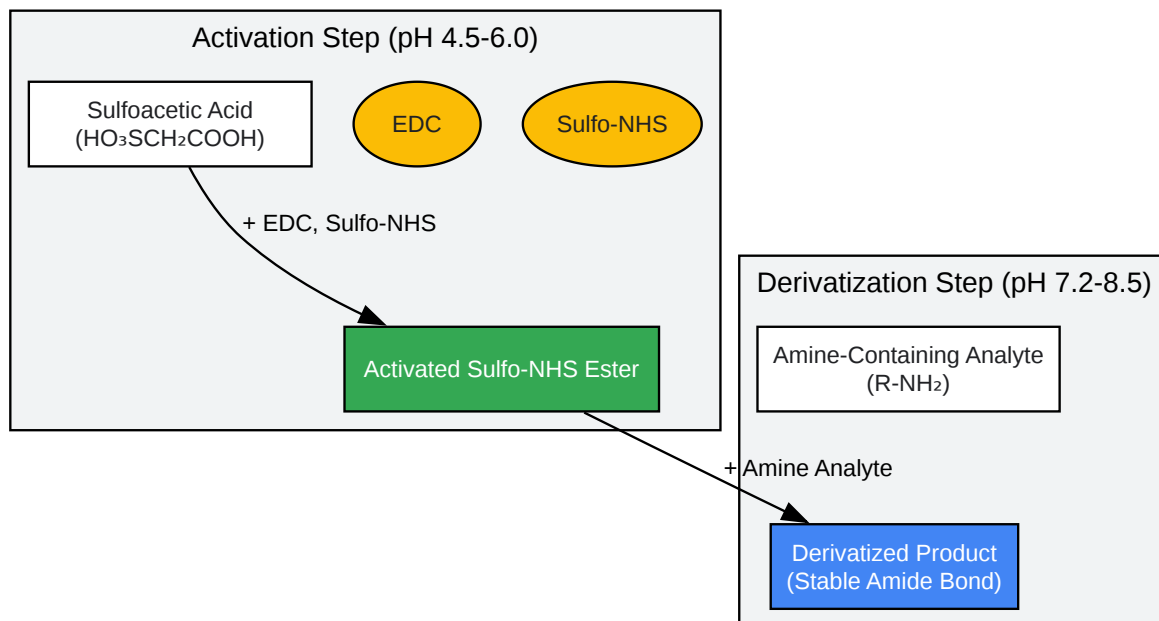 Activation Step (pH 4.5-6.0)
Sulfoacetic Acid
(HO₃SCH₂COOH)
EDC
Sulfo-NHS
+ EDC, Sulfo-NHS
Activated Sulfo-NHS Ester
Derivatization Step (pH 7.2-8.5)
Amine-Containing Analyte
(R-NH₂)
+ Amine Analyte
Derivatized Product
(Stable Amide Bond)